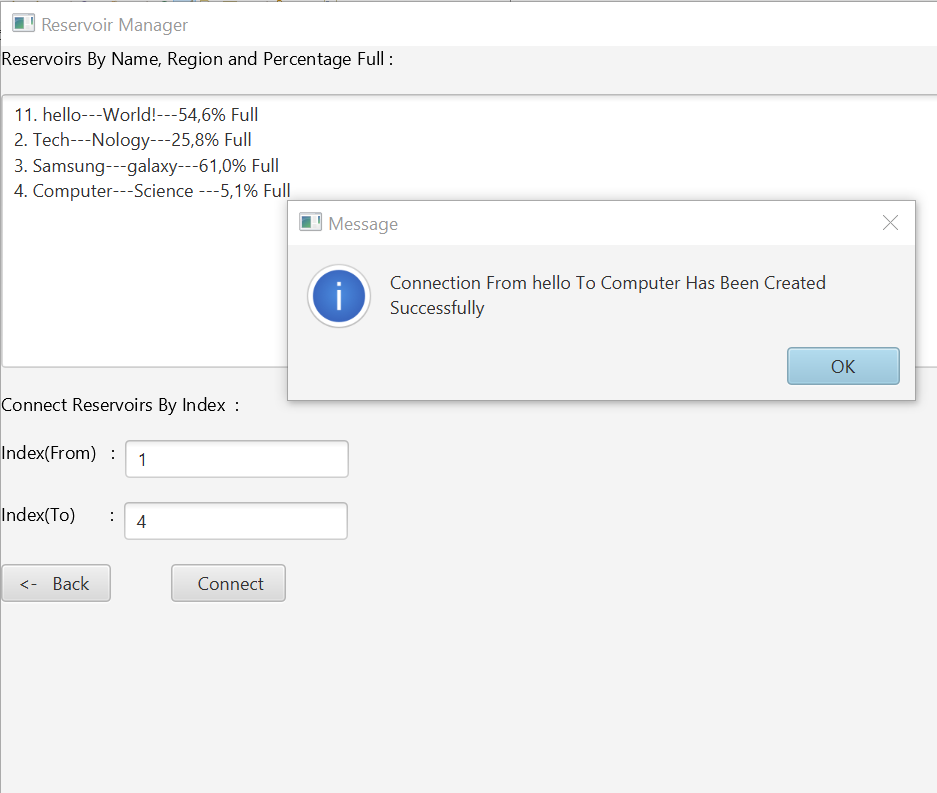 Reservoir Manager
Reservoirs By Name, Region and Percentage Full :
11. hello---World!---54,6% Full
2. Tech---Nology---25,8% Full
3. Samsung---galaxy---61,0% Full
4. Computer---Science ---5,1% Full
Message
Connection From hello To Computer Has Been Created
Successfully
OK
Connect Reservoirs By Index :
Index(From) : 1
Index(To) : 4
<- Back Connect